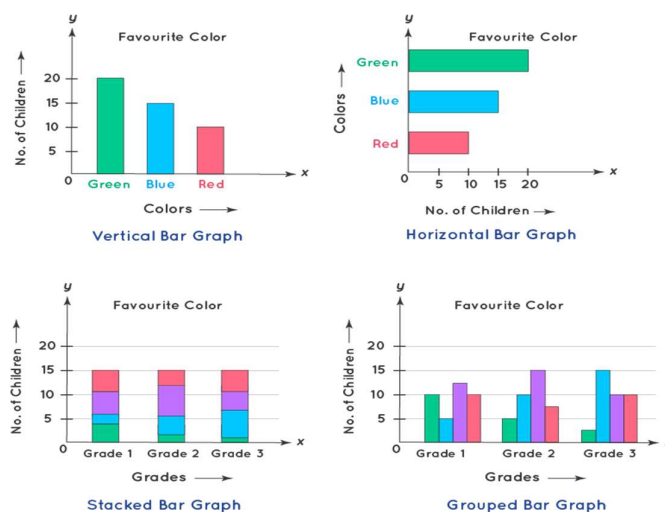 y
Favourite Color
No. of Children
20
15
10
5
0
x
Green Blue Red
Colors
Vertical Bar Graph
y
Favourite Color
Colors
Green
Blue
Red
0 5 10 15 20
x
No. of Children
Horizontal Bar Graph
y
Favourite Color
No. of Children
20
15
10
5
0
x
Grade 1 Grade 2 Grade 3
Grades
Stacked Bar Graph
y
Favourite Color
No. of Children
20
15
10
5
0
x
Grade 1 Grade 2 Grade 3
Grades
Grouped Bar Graph